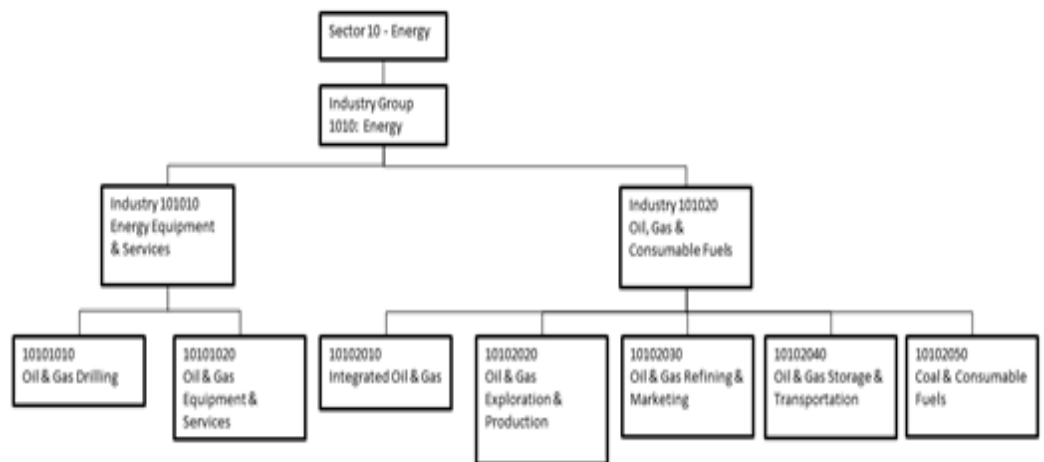 Sector 10 - Energy
Industry Group
1010: Energy
Industry 101010
Energy Equipment
& Services
Industry 101020
Oil, Gas &
Consumable Fuels
10101010
Oil & Gas Drilling
10101020
Oil & Gas
Equipment &
Services
10102010
Integrated Oil & Gas
10102020
Oil & Gas
Exploration &
Production
10102030
Oil & Gas Refining &
Marketing
10102040
Oil & Gas Storage &
Transportation
10102050
Coal & Consumable
Fuels